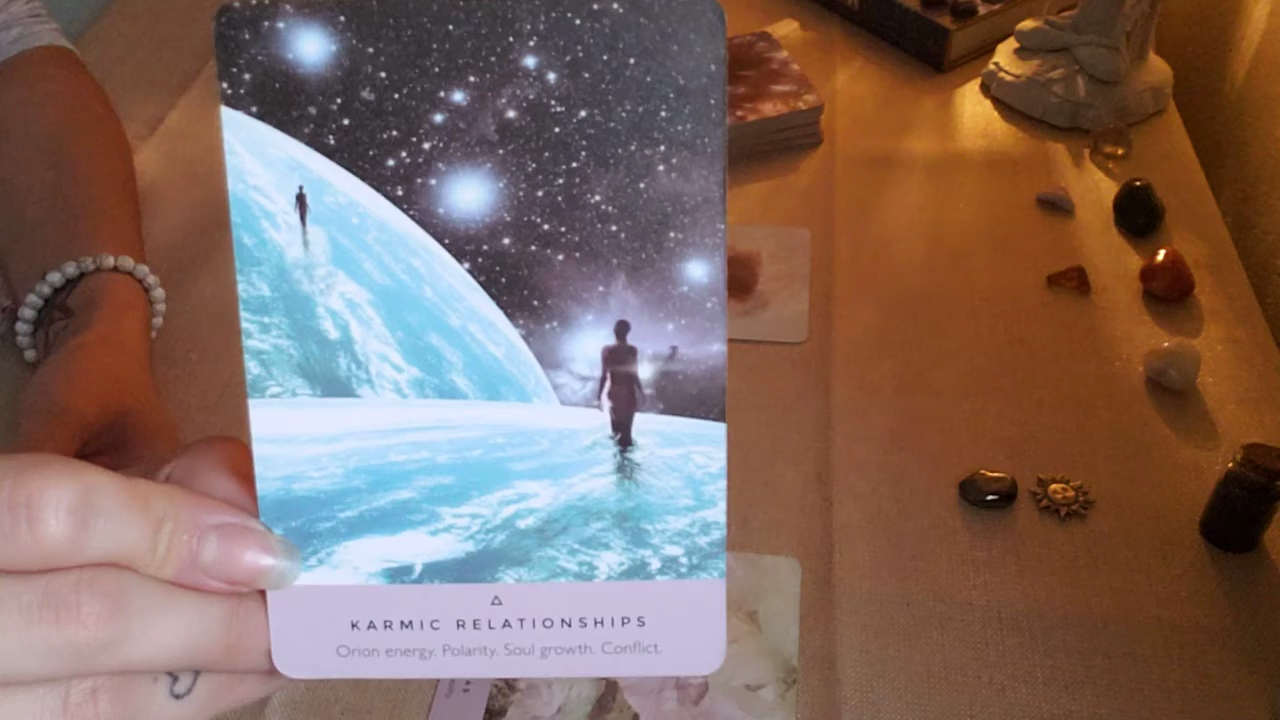 KARMIC RELATIONSHIPS
Orion energy. Polarity. Soul growth. Conflict.